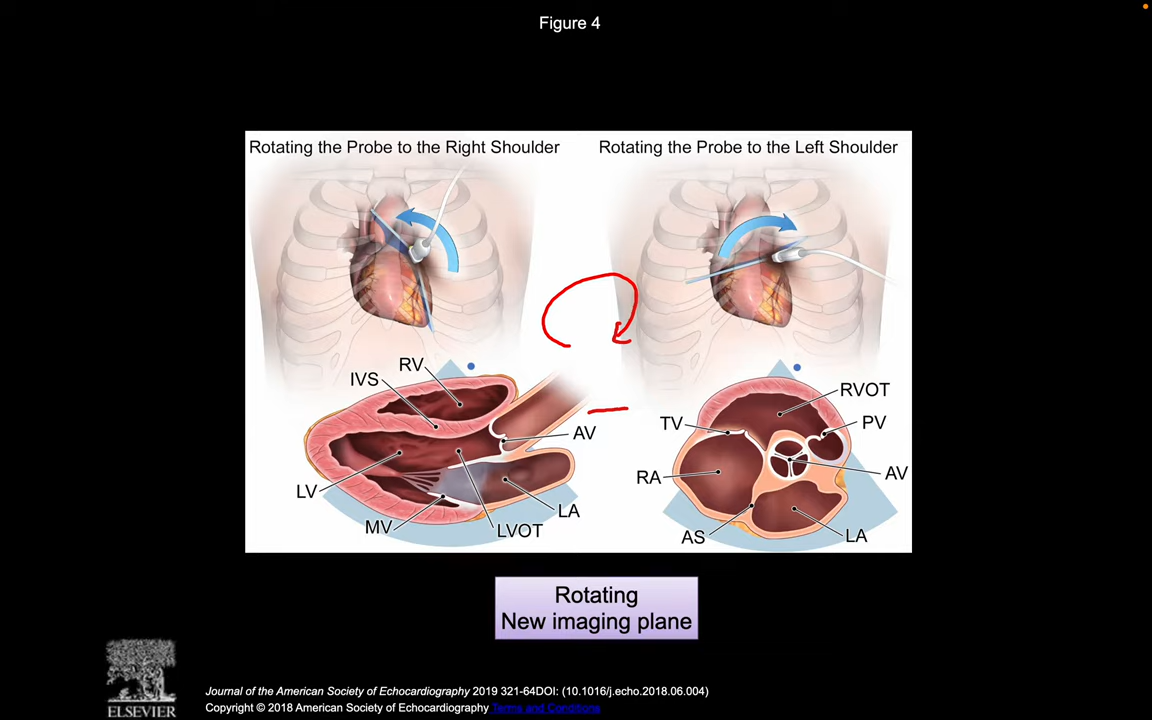 Figure 4
Rotating the Probe to the Right Shoulder
Rotating the Probe to the Left Shoulder
RV
IVS
AV
LV
LA
MV
LVOT
RVOT
TV
PV
RA
AV
AS
LA
Rotating
New imaging plane
ELSEVIER
Journal of the American Society of Echocardiography 2019 321-64DOI: (10.1016/j.echo.2018.06.004)
Copyright © 2018 American Society of Echocardiography Terms and Conditions